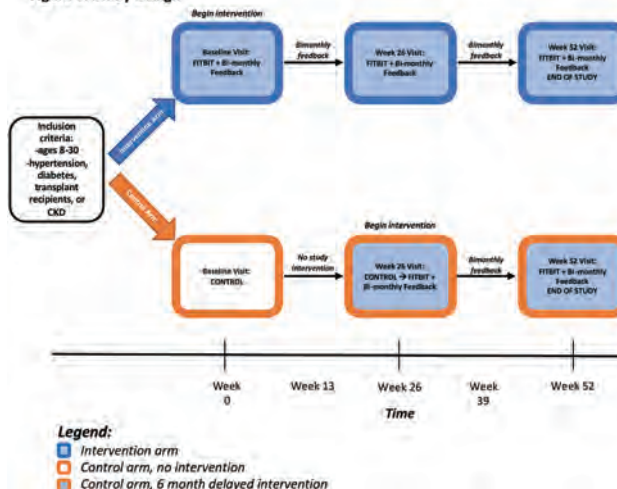 Begin intervention
Baseline Visit:
FITBIT + Bi-monthly
Feedback
Bimonthly
feedback
Week 26 Visit:
FITBIT + Bi-monthly
Feedback
Bimonthly
feedback
Week 52 Visit:
FITBIT + Bi-monthly
Feedback
END OF STUDY
Inclusion
criteria:
-ages 8-30
-hypertension,
diabetes,
transplant
recipients, or
CKD
Intervention arm
Control Arm
Begin intervention
Baseline Visit:
CONTROL
No study
intervention
Week 26 Visit:
CONTROL → FITBIT +
Bi-monthly Feedback
Bimonthly
feedback
Week 52 Visit:
FITBIT + Bi-monthly
Feedback
END OF STUDY
Week
0
Week 13
Week 26
Week
39
Week 52
Time
Legend:
Intervention arm
Control arm, no intervention
Control arm, 6 month delayed intervention